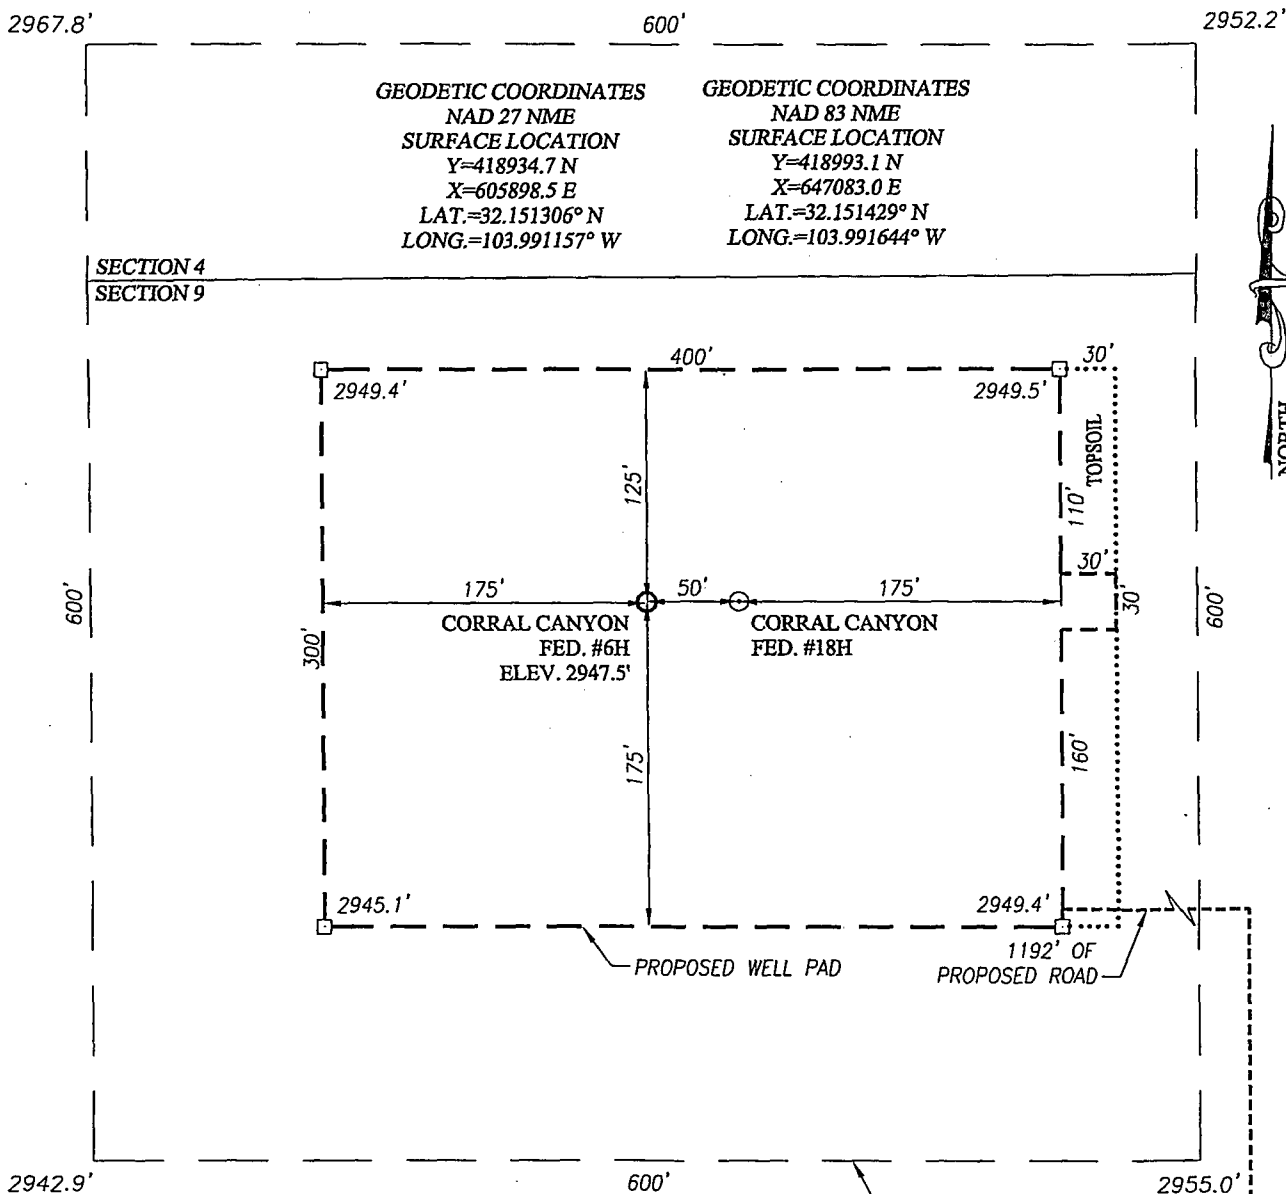 2967.8'
600'
2952.2'
GEODETIC COORDINATES
NAD 27 NME
SURFACE LOCATION
Y=418934.7 N
X=605898.5 E
LAT.=32.151306° N
LONG.=103.991157° W
GEODETIC COORDINATES
NAD 83 NME
SURFACE LOCATION
Y=418993.1 N
X=647083.0 E
LAT.=32.151429° N
LONG.=103.991644° W
SECTION 4
SECTION 9
NORTH
400'
30'
2949.4'
2949.5'
TOPSOIL
125'
110'
30'
175'
50'
175'
30'
600'
600'
300'
CORRAL CANYON
FED. #6H
ELEV. 2947.5'
CORRAL CANYON
FED. #18H
175'
160'
2945.1'
2949.4'
PROPOSED WELL PAD
1192' OF
PROPOSED ROAD
2942.9'
600'
2955.0'